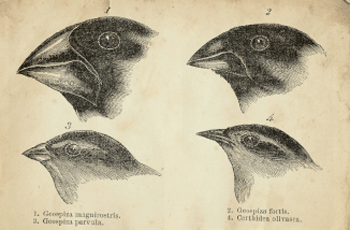 1
2
3
4.
1. Geospiza magnirostris.
2. Geospiza fortis.
3. Geospiza parvula.
4. Certhidea olivasea.